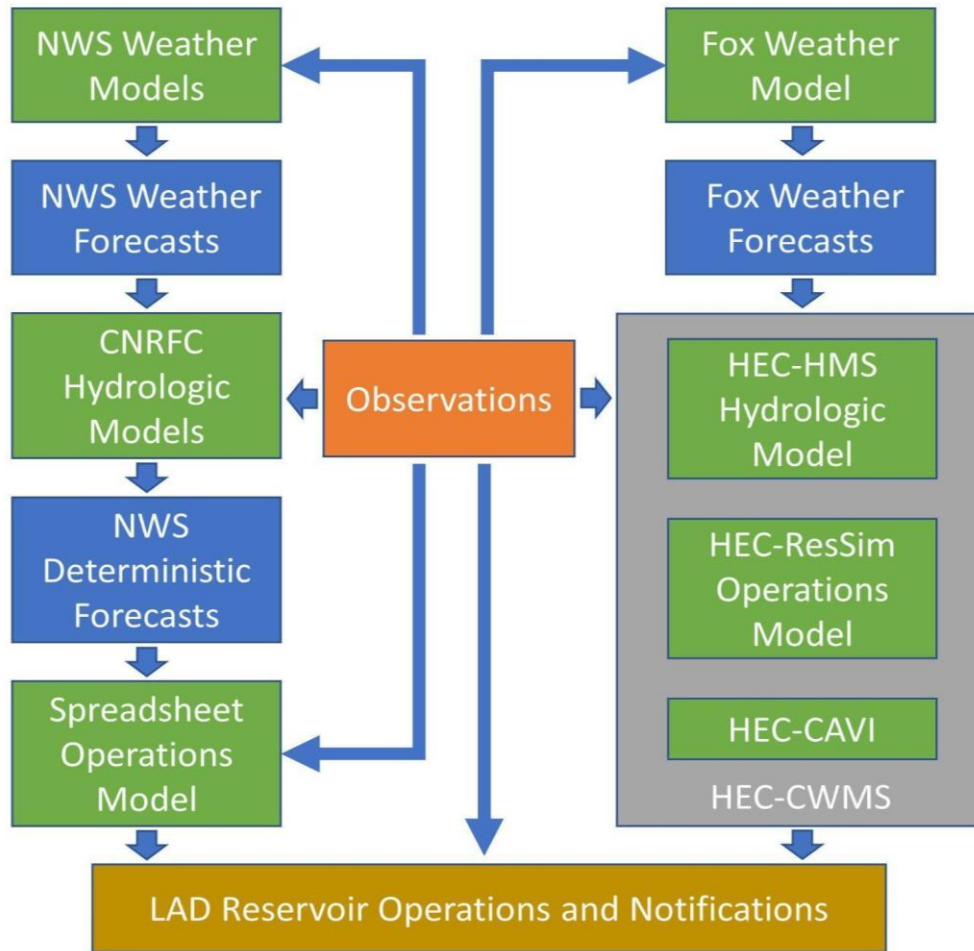 NWS Weather
Models
NWS Weather
Forecasts
CNRFC
Hydrologic
Models
NWS
Deterministic
Forecasts
Spreadsheet
Operations
Model
Observations
Fox Weather
Model
Fox Weather
Forecasts
HEC-HMS
Hydrologic
Model
HEC-ResSim
Operations
Model
HEC-CAVI
HEC-CWMS
LAD Reservoir Operations and Notifications